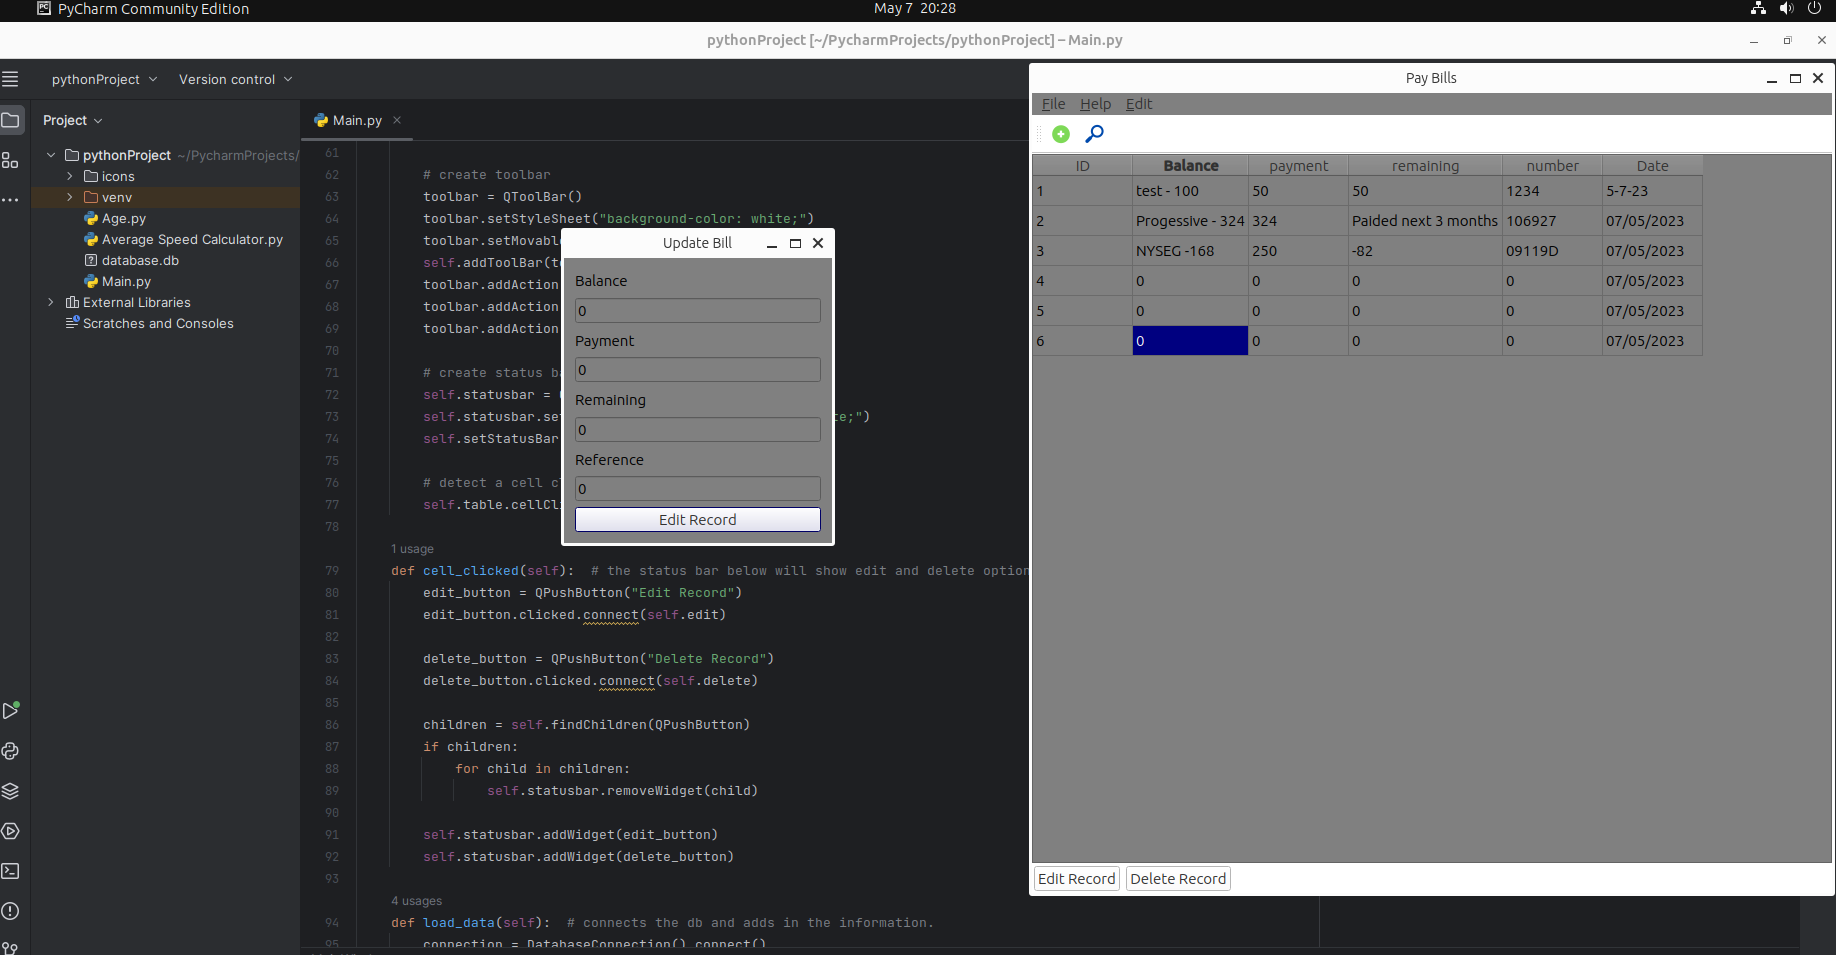 PyCharm Community Edition
May 7 20:28
pythonProject [~/PycharmProjects/pythonProject] – Main.py
pythonProject
Version control
Project
pythonProject ~/PycharmProjects/
icons
venv
Age.py
Average Speed Calculator.py
database.db
Main.py
External Libraries
Scratches and Consoles
Main.py
61
62 # create toolbar
63 toolbar = QToolBar()
64 toolbar.setStyleSheet("background-color: white;")
65 toolbar.setMovabl
66 self.addToolBar(t
67 toolbar.addAction
68 toolbar.addAction
69 toolbar.addAction
70
71 # create status b
72 self.statusbar =
73 self.statusbar.se te;")
74 self.setStatusBar
75
76 # detect a cell c
77 self.table.cellCl
78
1 usage
79 def cell_clicked(self): # the status bar below will show edit and delete option
80 edit_button = QPushButton("Edit Record")
81 edit_button.clicked.connect(self.edit)
82
83 delete_button = QPushButton("Delete Record")
84 delete_button.clicked.connect(self.delete)
85
86 children = self.findChildren(QPushButton)
87 if children:
88 for child in children:
89 self.statusbar.removeWidget(child)
90
91 self.statusbar.addWidget(edit_button)
92 self.statusbar.addWidget(delete_button)
93
4 usages
94 def load_data(self): # connects the db and adds in the information.
95 connection = DatabaseConnection().connect()
Update Bill
Balance
0
Payment
0
Remaining
0
Reference
0
Edit Record
Pay Bills
File Help Edit
ID Balance payment remaining number Date
1 test - 100 50 50 1234 5-7-23
2 Progessive - 324 324 Paided next 3 months 106927 07/05/2023
3 NYSEG -168 250 -82 09119D 07/05/2023
4 0 0 0 0 07/05/2023
5 0 0 0 0 07/05/2023
6 0 0 0 0 07/05/2023
Edit Record Delete Record